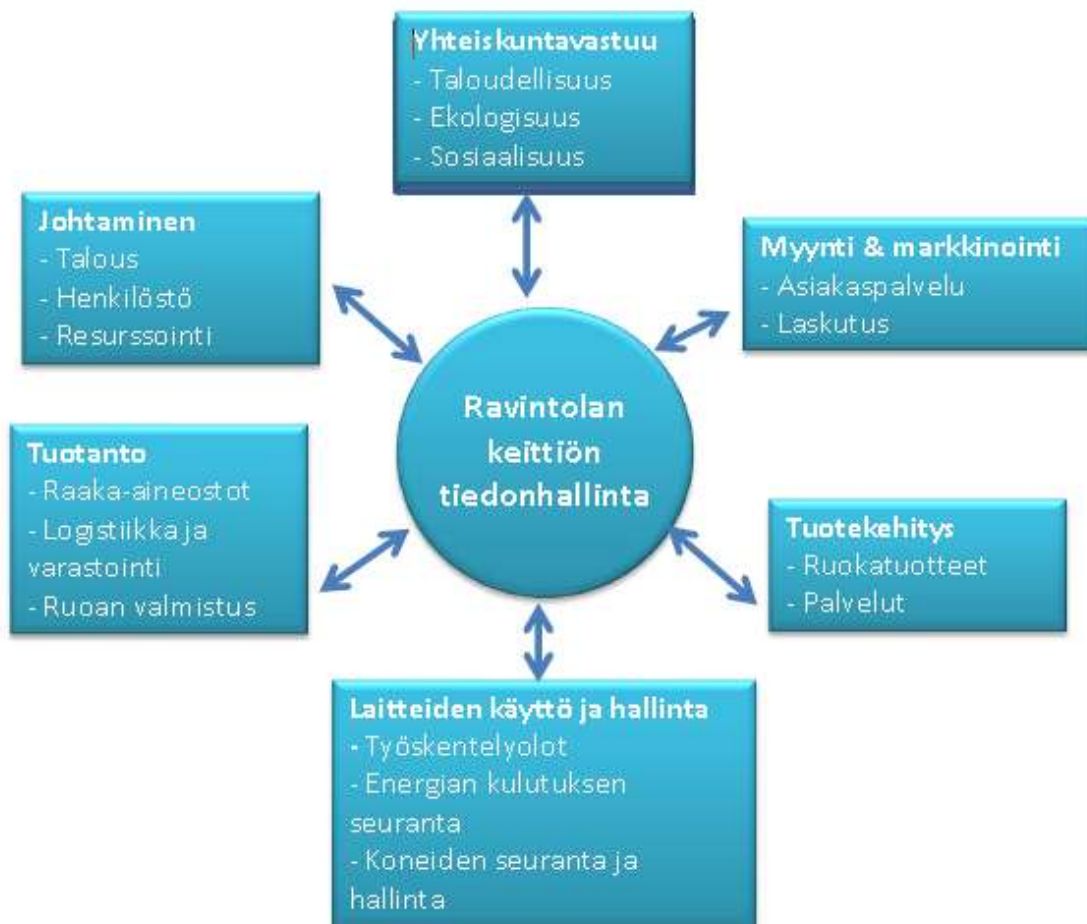 Yhteiskuntavastuu
- Taloudellisuus
- Ekologisuus
- Sosiaalisuus
Johtaminen
- Talous
- Henkilöstö
- Resurssointi
Myynti & markkinointi
- Asiakaspalvelu
- Laskutus
Ravintolan
keittiön
tiedonhallinta
Tuotanto
- Raaka-aineostot
- Logistiikka ja
varastointi
- Ruoan valmistus
Tuotekehitys
- Ruokatuotteet
- Palvelut
Laitteiden käyttö ja hallinta
- Työskentelyolot
- Energian kulutuksen
seuranta
- Koneiden seuranta ja
hallinta